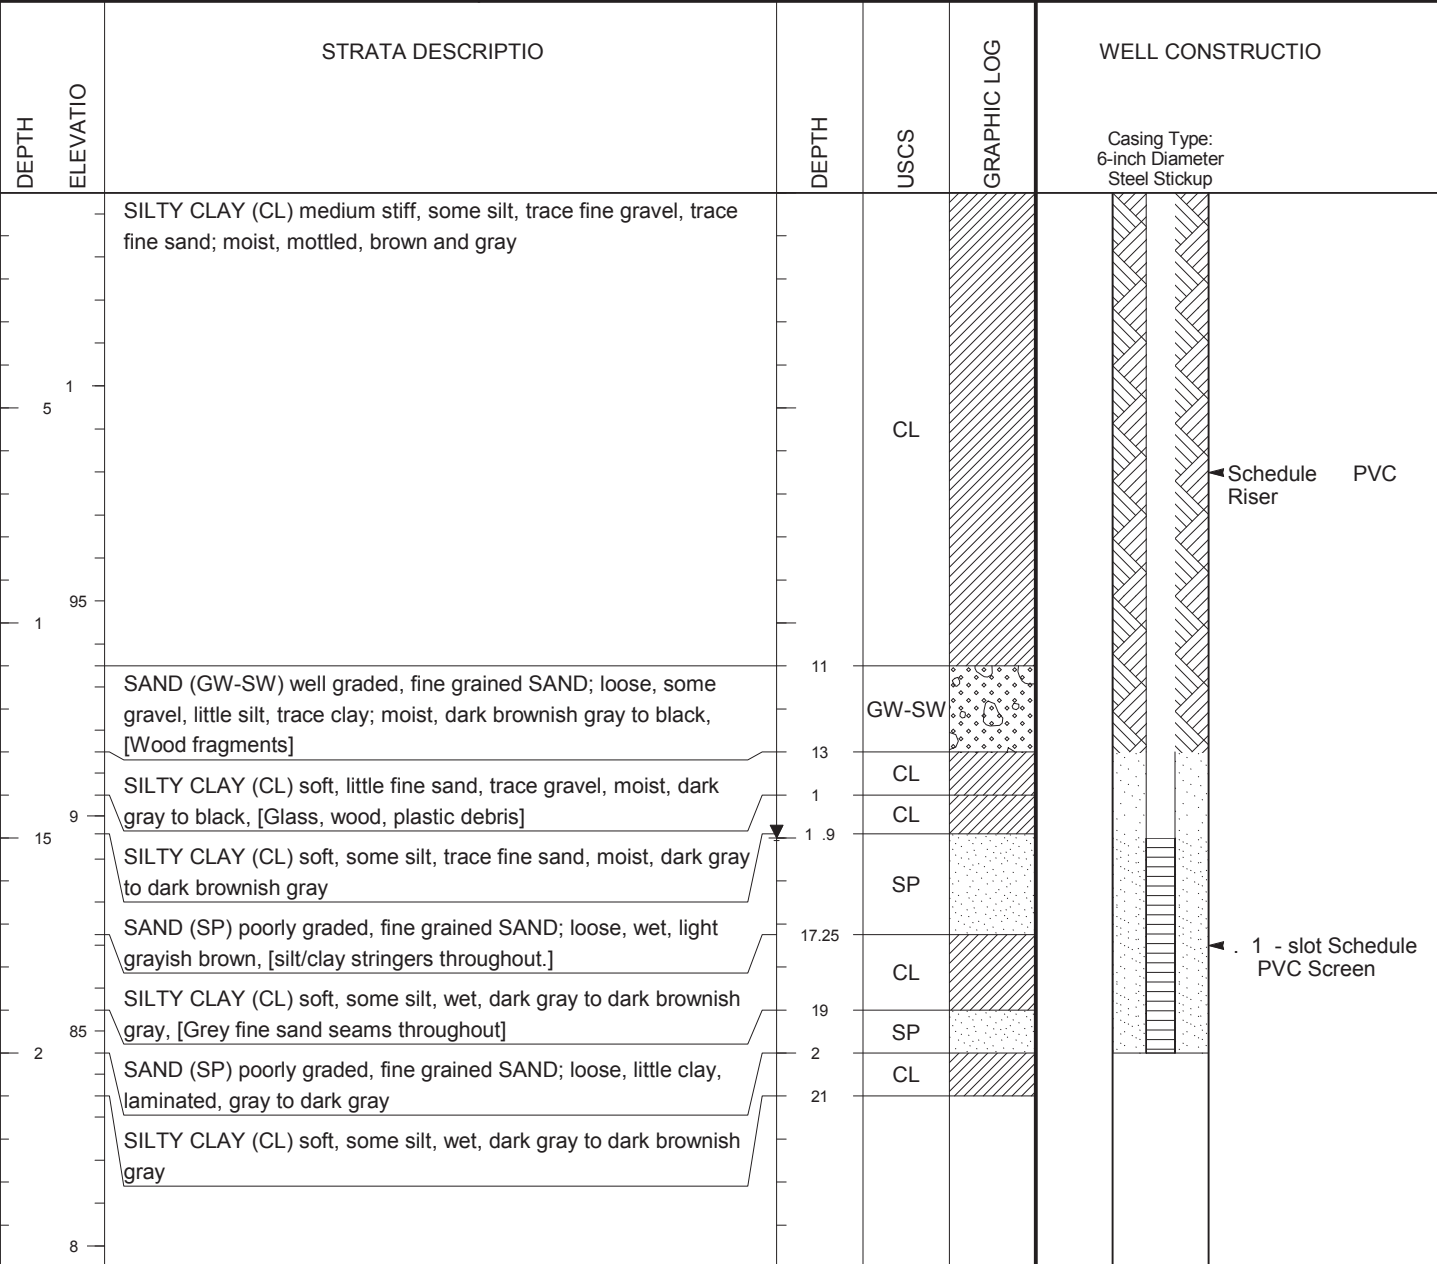 STRATA DESCRIPTIO
WELL CONSTRUCTIO
DEPTH
ELEVATIO
DEPTH
USCS
GRAPHIC LOG
Casing Type:
6-inch Diameter
Steel Stickup
SILTY CLAY (CL) medium stiff, some silt, trace fine gravel, trace
fine sand; moist, mottled, brown and gray
1
5
CL
Schedule PVC
Riser
95
1
11
SAND (GW-SW) well graded, fine grained SAND; loose, some
gravel, little silt, trace clay; moist, dark brownish gray to black,
[Wood fragments]
GW-SW
13
SILTY CLAY (CL) soft, little fine sand, trace gravel, moist, dark
gray to black, [Glass, wood, plastic debris]
CL
1
9
CL
15
1 .9
SILTY CLAY (CL) soft, some silt, trace fine sand, moist, dark gray
to dark brownish gray
SP
SAND (SP) poorly graded, fine grained SAND; loose, wet, light
grayish brown, [silt/clay stringers throughout.]
17.25
. 1 - slot Schedule
PVC Screen
CL
SILTY CLAY (CL) soft, some silt, wet, dark gray to dark brownish
gray, [Grey fine sand seams throughout]
19
85
SP
2
2
SAND (SP) poorly graded, fine grained SAND; loose, little clay,
laminated, gray to dark gray
CL
21
SILTY CLAY (CL) soft, some silt, wet, dark gray to dark brownish
gray
8